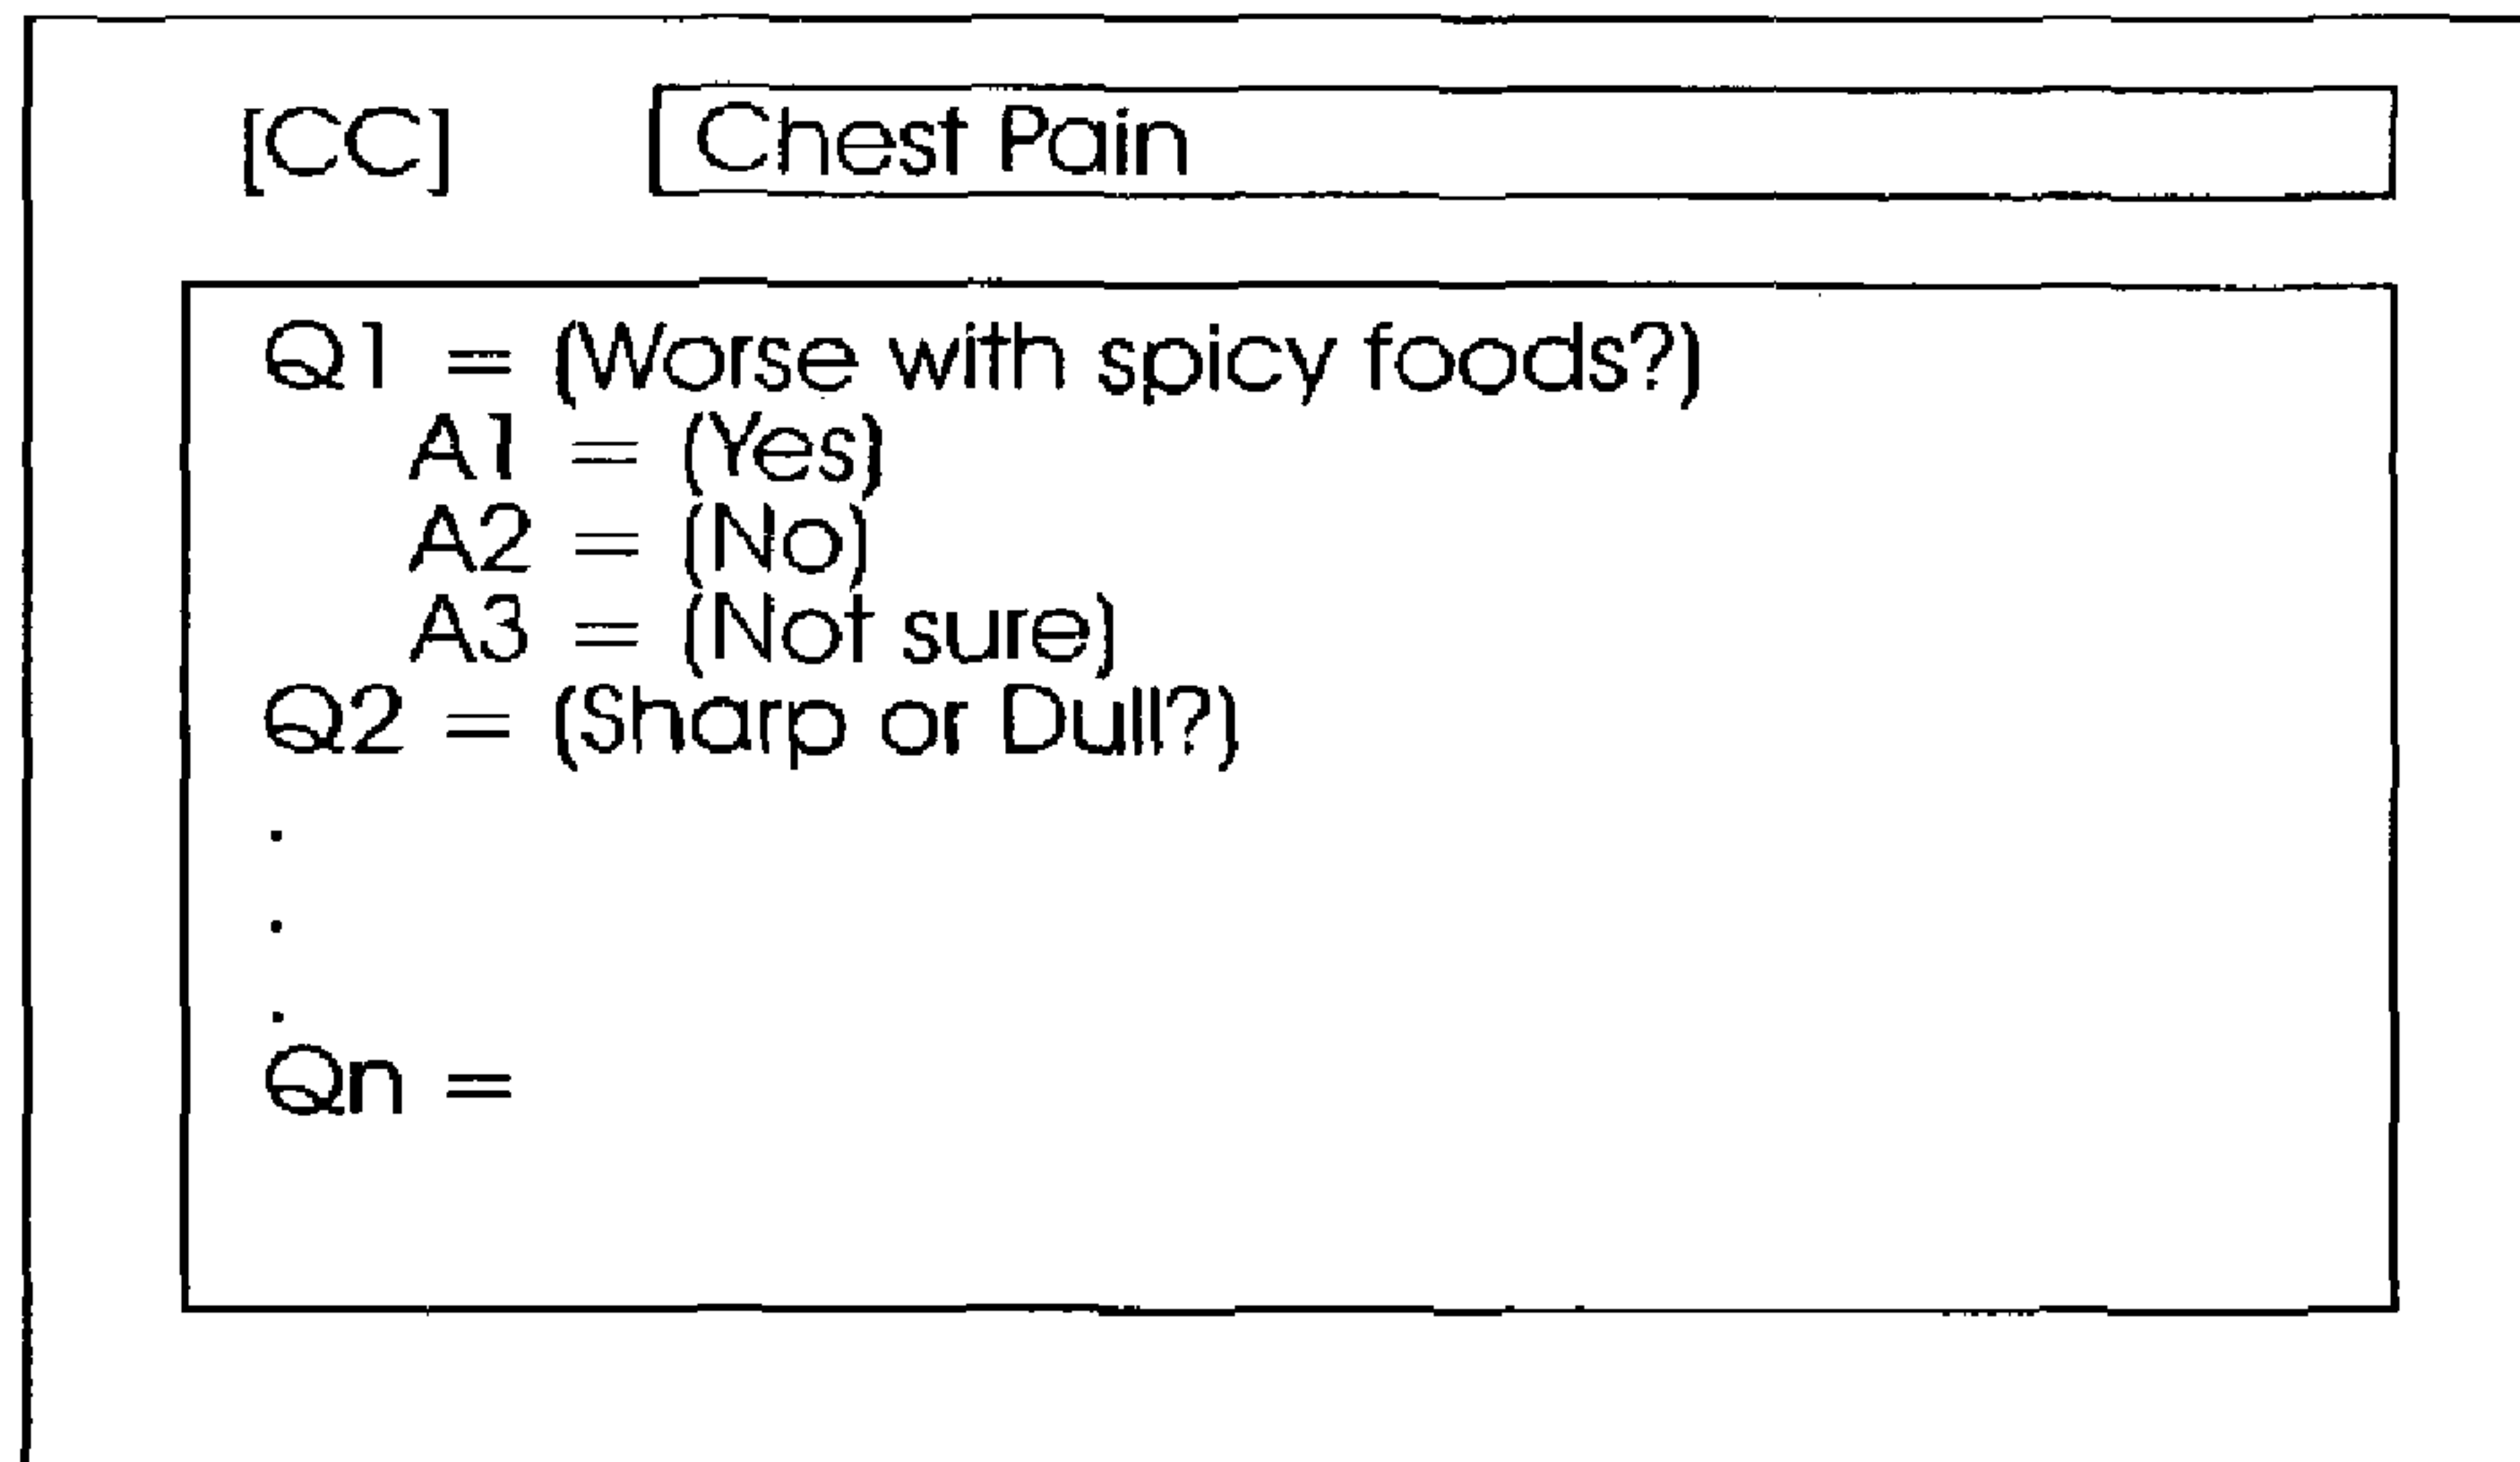 [CC] Chest Pain
Q1 = (Worse with spicy foods?)
A1 = (Yes)
A2 = (No)
A3 = (Not sure)
Q2 = (Sharp or Dull?)
.
.
.
Qn =